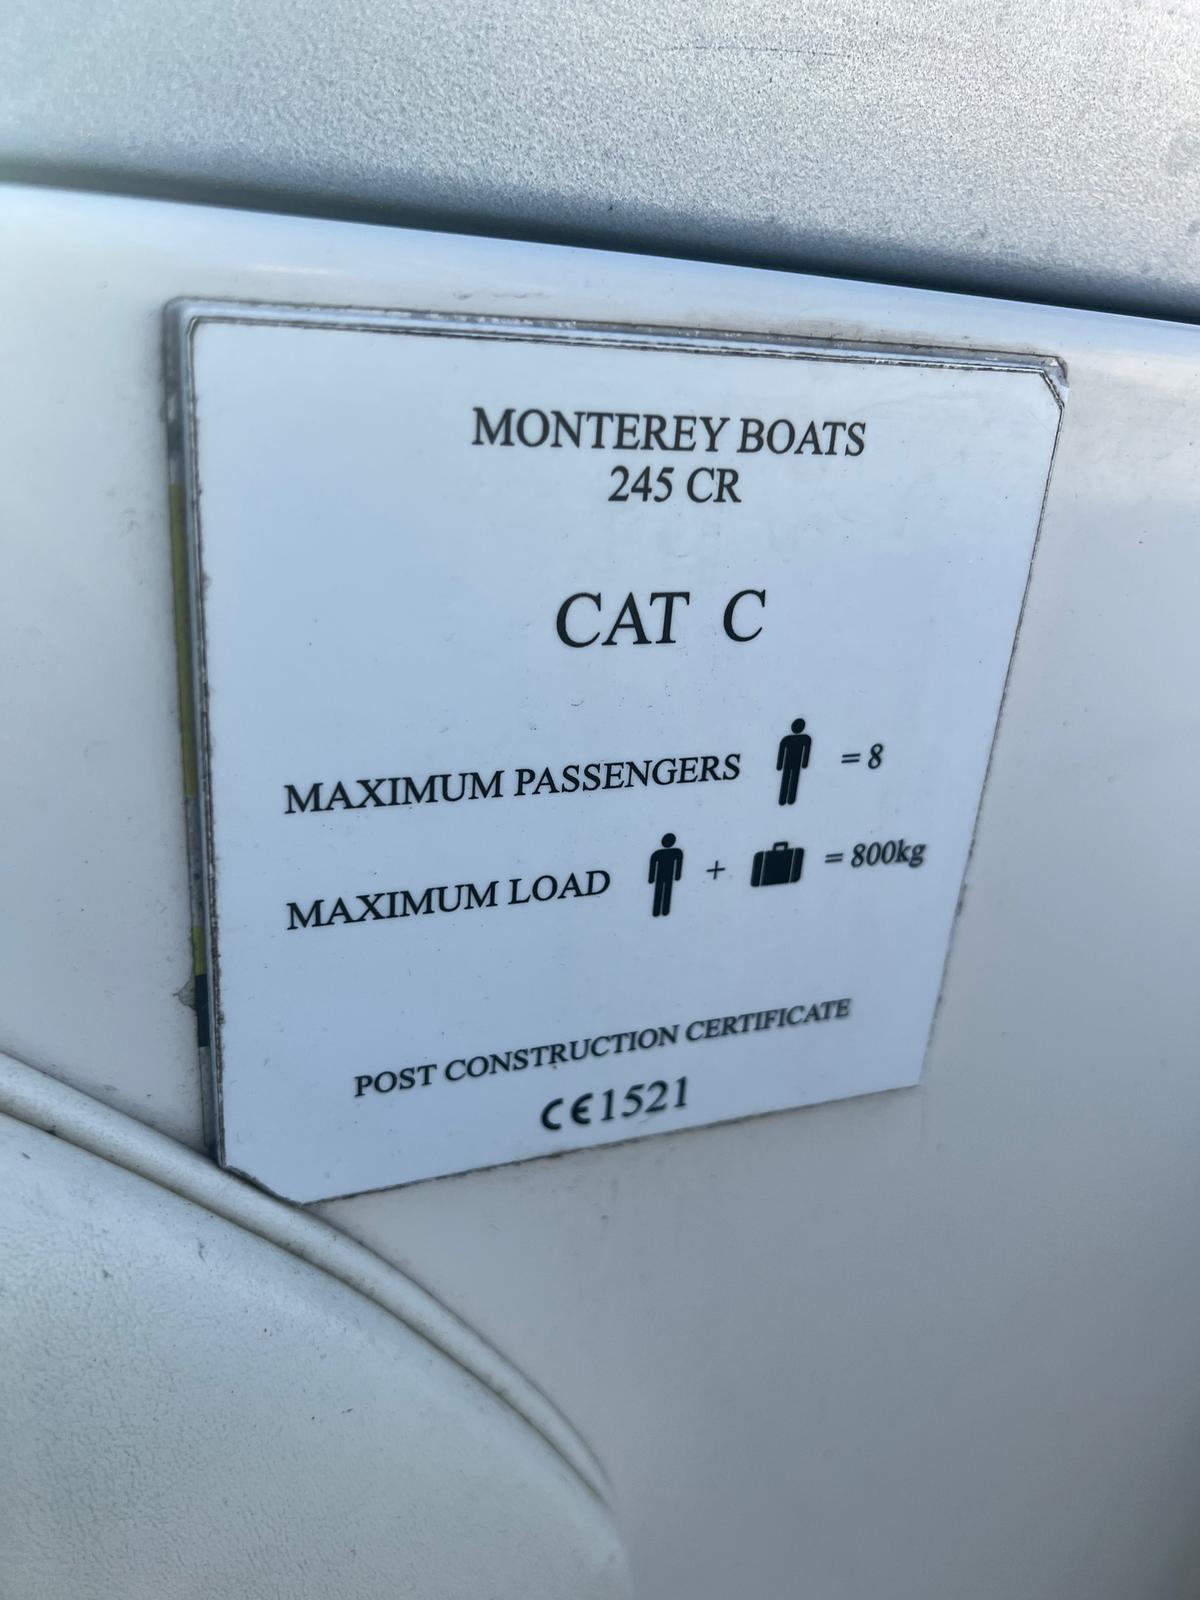 MONTEREY BOATS
245 CR
CAT C
MAXIMUM PASSENGERS = 8
MAXIMUM LOAD + = 800kg
POST CONSTRUCTION CERTIFICATE
CE1521